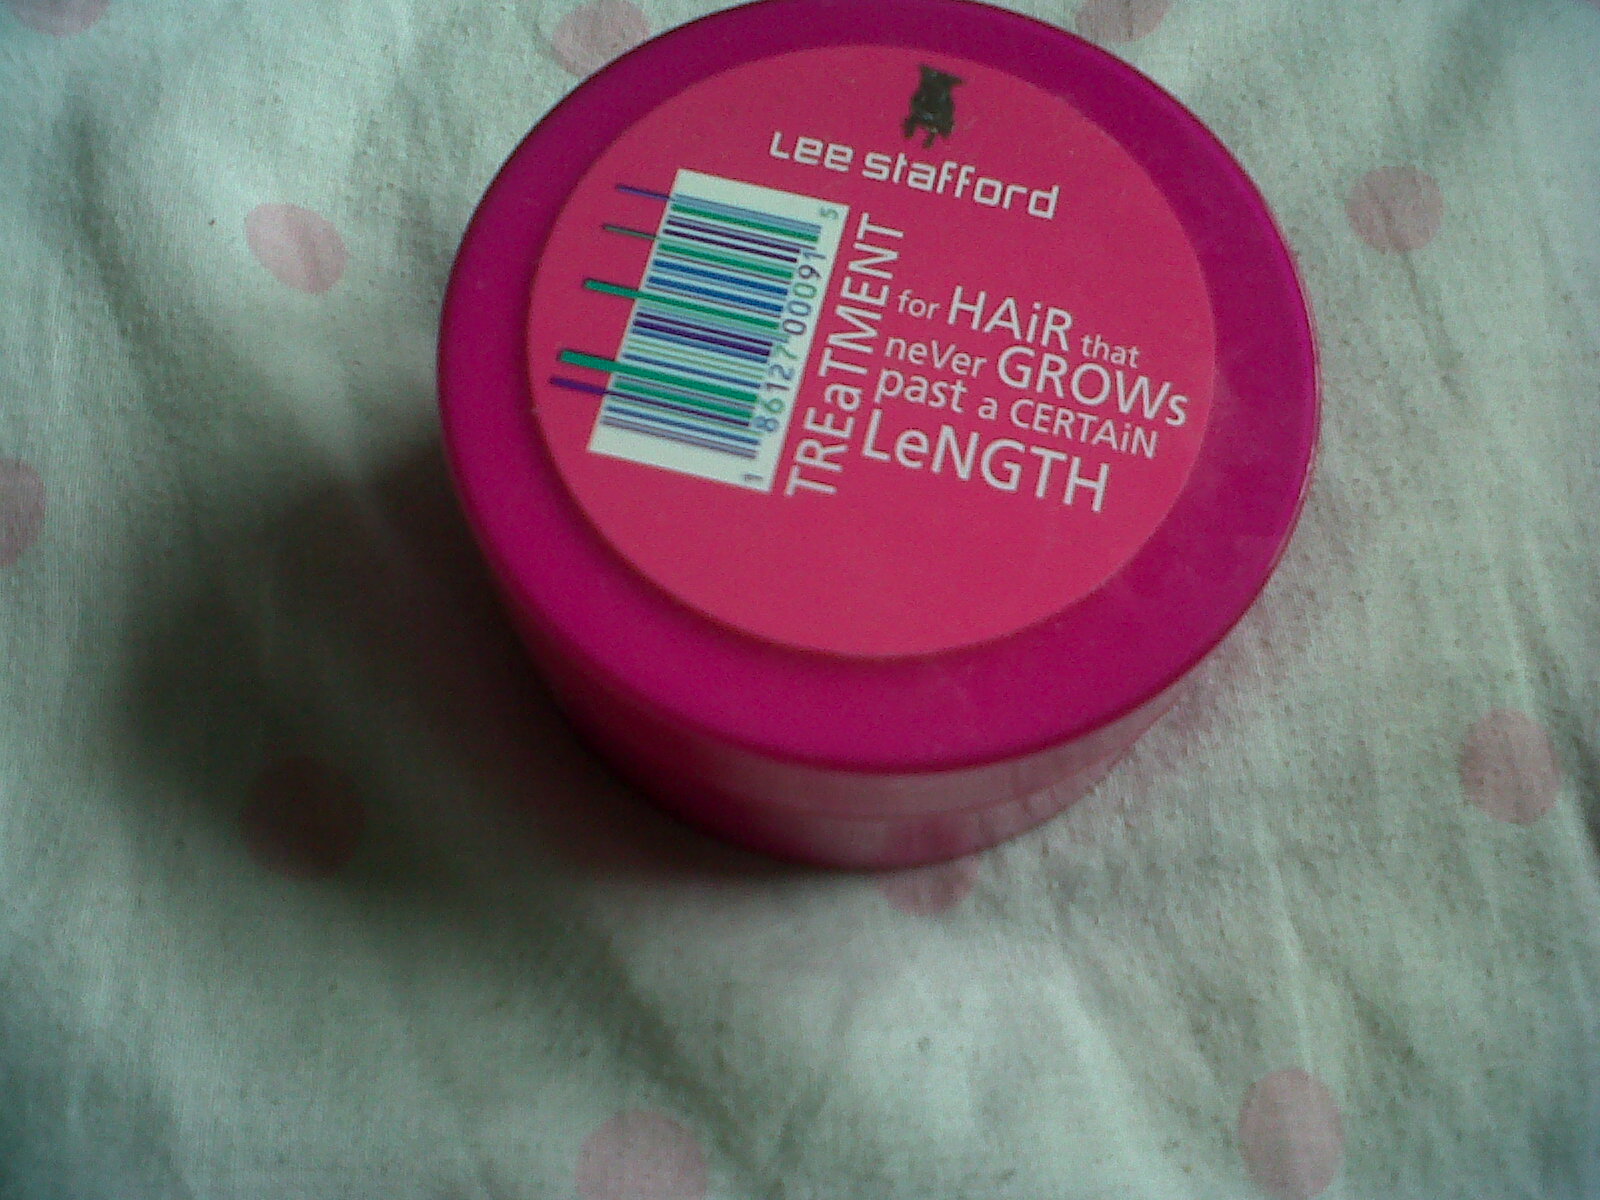 Lee Stafford
TREaTMENT
for HAiR that
neVer GROWs
past a CERTAiN
LeNGTH
1 86127 00091 5